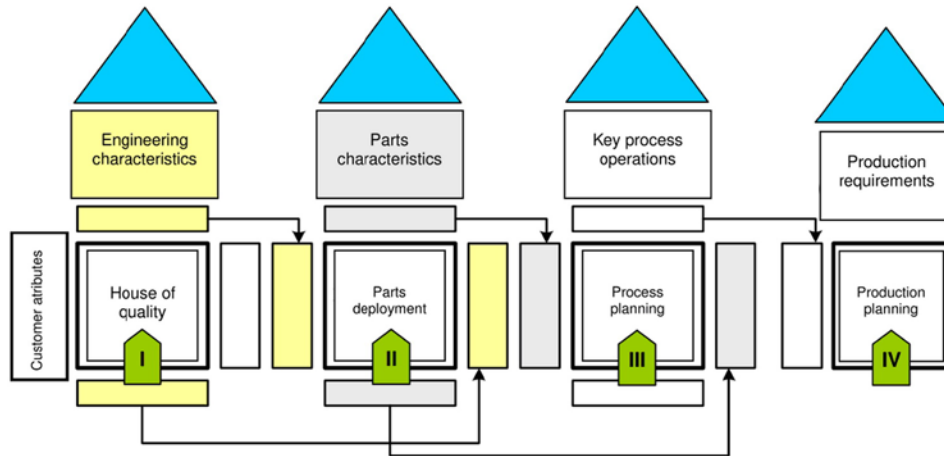 Engineering
characteristics
Parts
characteristics
Key process
operations
Production
requirements
Customer atributes
House of
quality
Parts
deployment
Process
planning
Production
planning
I
II
III
IV